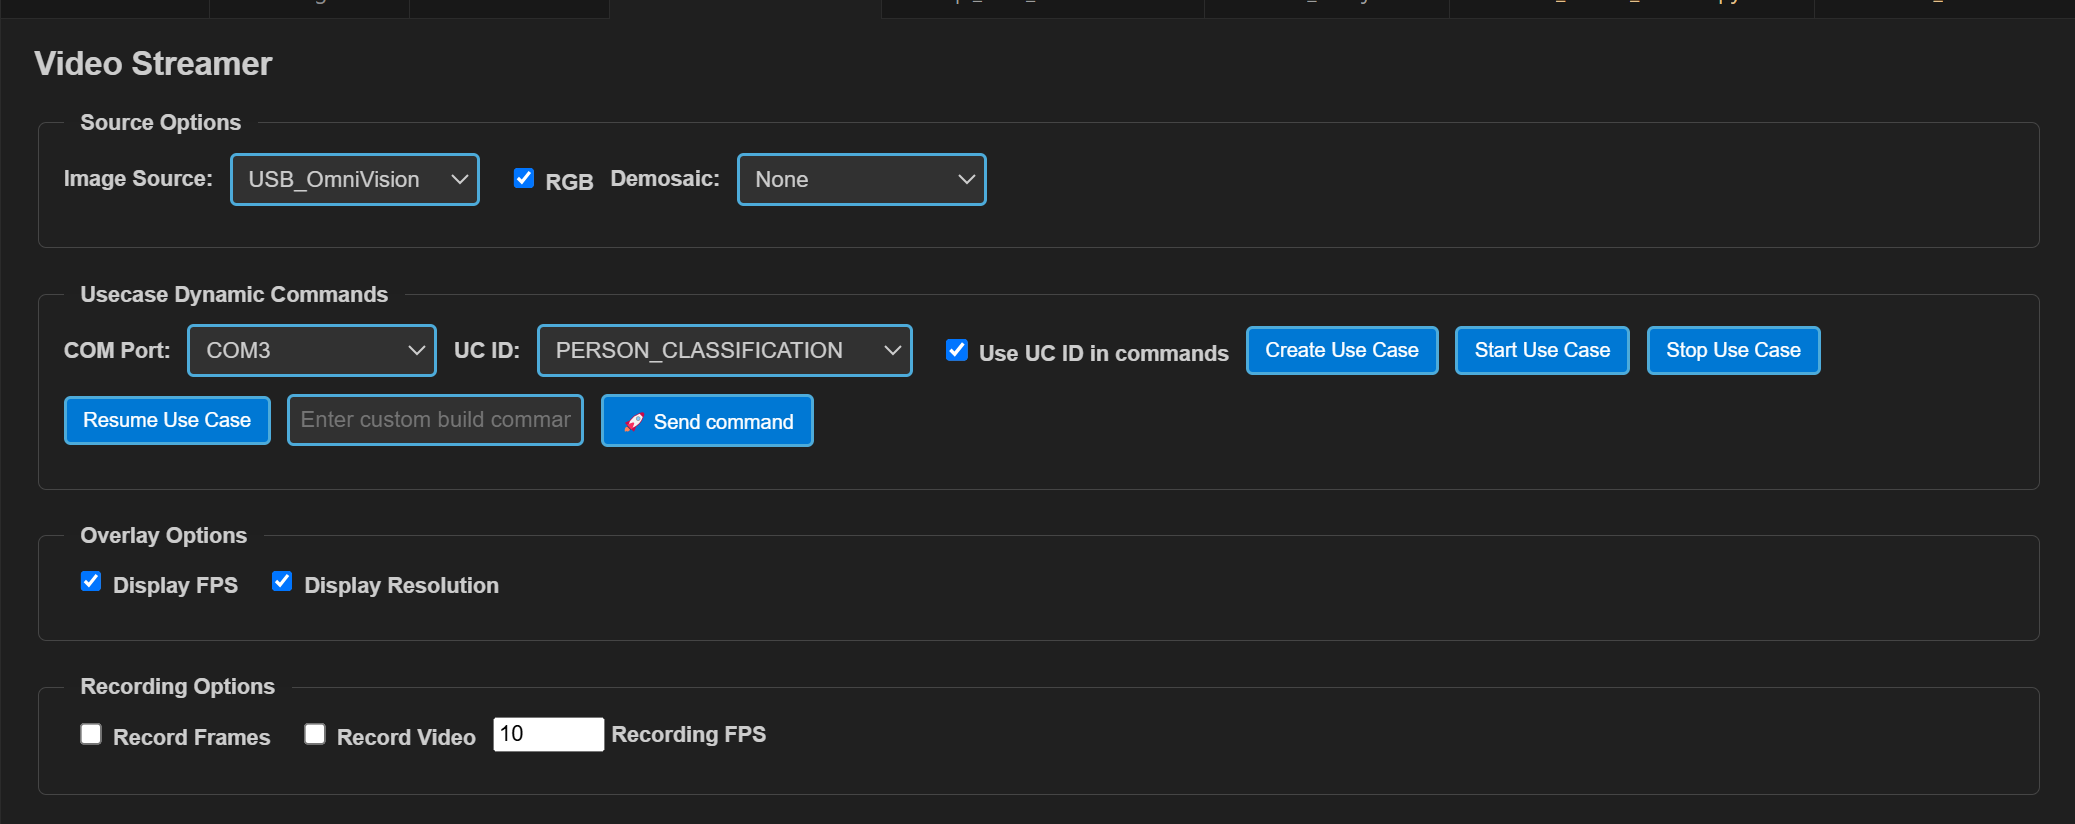 Video Streamer
Source Options
Image Source: USB_OmniVision RGB Demosaic: None
Usecase Dynamic Commands
COM Port: COM3 UC ID: PERSON_CLASSIFICATION Use UC ID in commands Create Use Case Start Use Case Stop Use Case
Resume Use Case Enter custom build commar 🚀 Send command
Overlay Options
Display FPS Display Resolution
Recording Options
Record Frames Record Video 10 Recording FPS